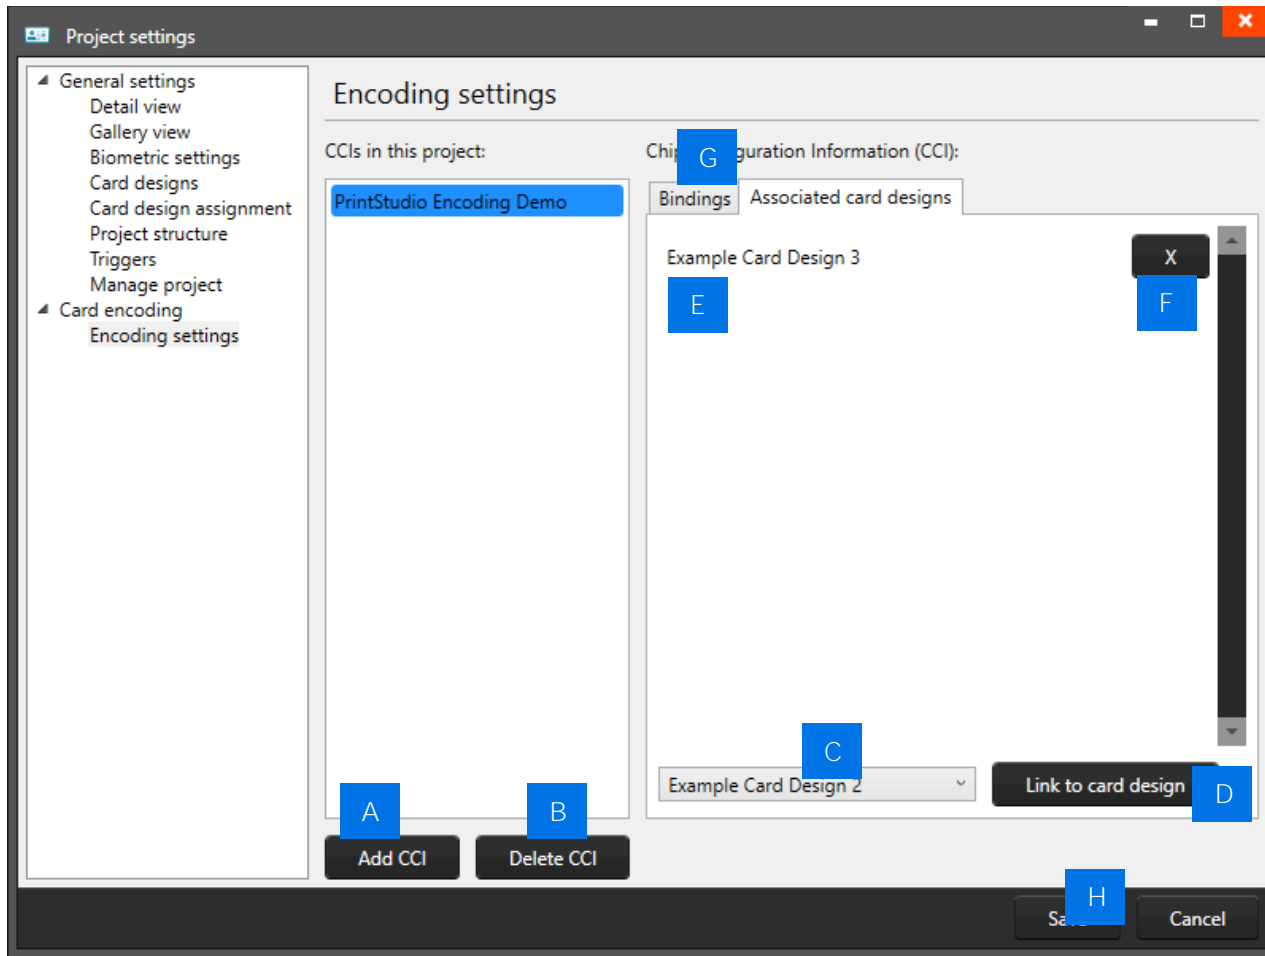 Project settings
General settings
Detail view
Gallery view
Biometric settings
Card designs
Card design assignment
Project structure
Triggers
Manage project
Card encoding
Encoding settings
Encoding settings
CCIs in this project:
PrintStudio Encoding Demo
A
Add CCI
B
Delete CCI
G
Information (CCI):
Bindings
Associated card designs
Example Card Design 3
X
E
F
C
Example Card Design 2
Link to card design
D
H
Cancel